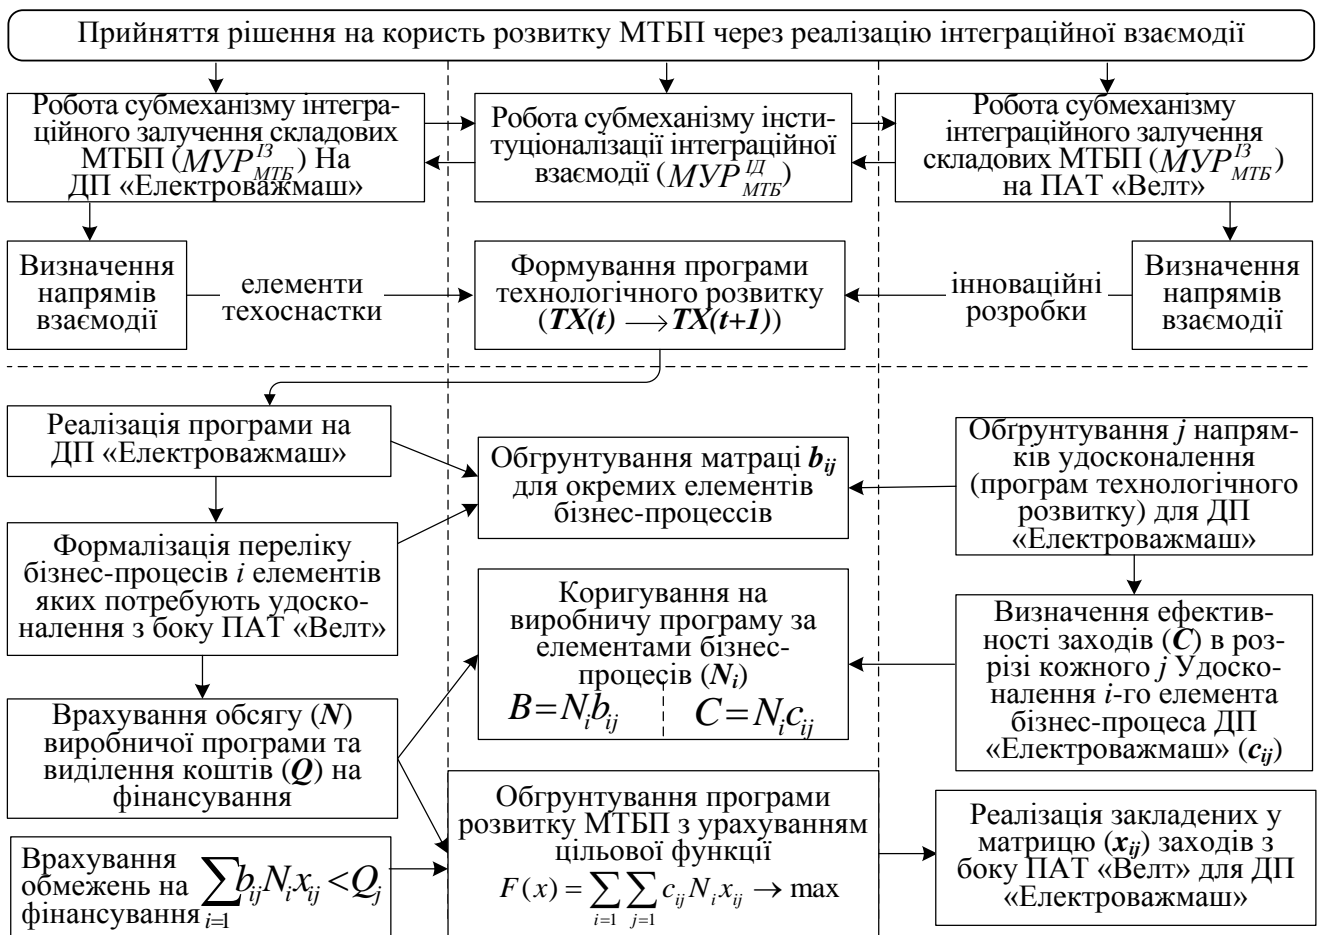 Прийняття рішення на користь розвитку МТБП через реалізацію інтеграційної взаємодії
Робота субмеханізму інтегра-
ційного залучення складових
МТБП (МУР^ІЗ_МТБ) На
ДП «Електроважмаш»
Робота субмеханізму інсти-
туціоналізації інтеграційної
взаємодії (МУР^ІД_МТБ)
Робота субмеханізму
інтеграційного залучення
складових МТБП (МУР^ІЗ_МТБ)
на ПАТ «Велт»
Визначення
напрямів
взаємодії
елементи
техоснастки
Формування програми
технологічного розвитку
(TX(t) → TX(t+1))
інноваційні
розробки
Визначення
напрямів
взаємодії
Реалізація програми на
ДП «Електроважмаш»
Обгрунтування матраці b_ij
для окремих елементів
бізнес-процессів
Обґрунтування j напрям-
ків удосконалення
(програм технологічного
розвитку) для ДП
«Електроважмаш»
Формалізація переліку
бізнес-процесів і елементів
яких потребують удоско-
налення з боку ПАТ «Велт»
Коригування на
виробничу програму за
елементами бізнес-
процесів (N_i)
B=N_i b_ij
C=N_i c_ij
Визначення ефектив-
ності заходів (C) в роз-
різі кожного j Удоско-
налення i-го елемента
бізнес-процеса ДП
«Електроважмаш» (c_ij)
Врахування обсягу (N)
виробничої програми та
виділення коштів (Q) на
фінансування
Врахування
обмежень на
фінансування
∑_{i=1} b_ij N_i x_ij < Q_j
Обгрунтування програми
розвитку МТБП з урахуванням
цільової функції
F(x) = ∑_{i=1} ∑_{j=1} c_ij N_i x_ij → max
Реалізація закладених у
матрицю (x_ij) заходів з
боку ПАТ «Велт» для ДП
«Електроважмаш»